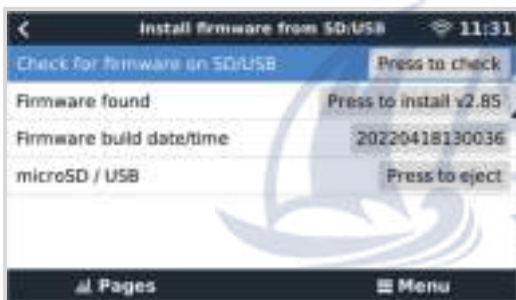 Install firmware from SD/USB 11:31
Check for firmware on SD/USB Press to check
Firmware found Press to install v2.85
Firmware build date/time 20220418130036
microSD / USB Press to eject
Pages Menu